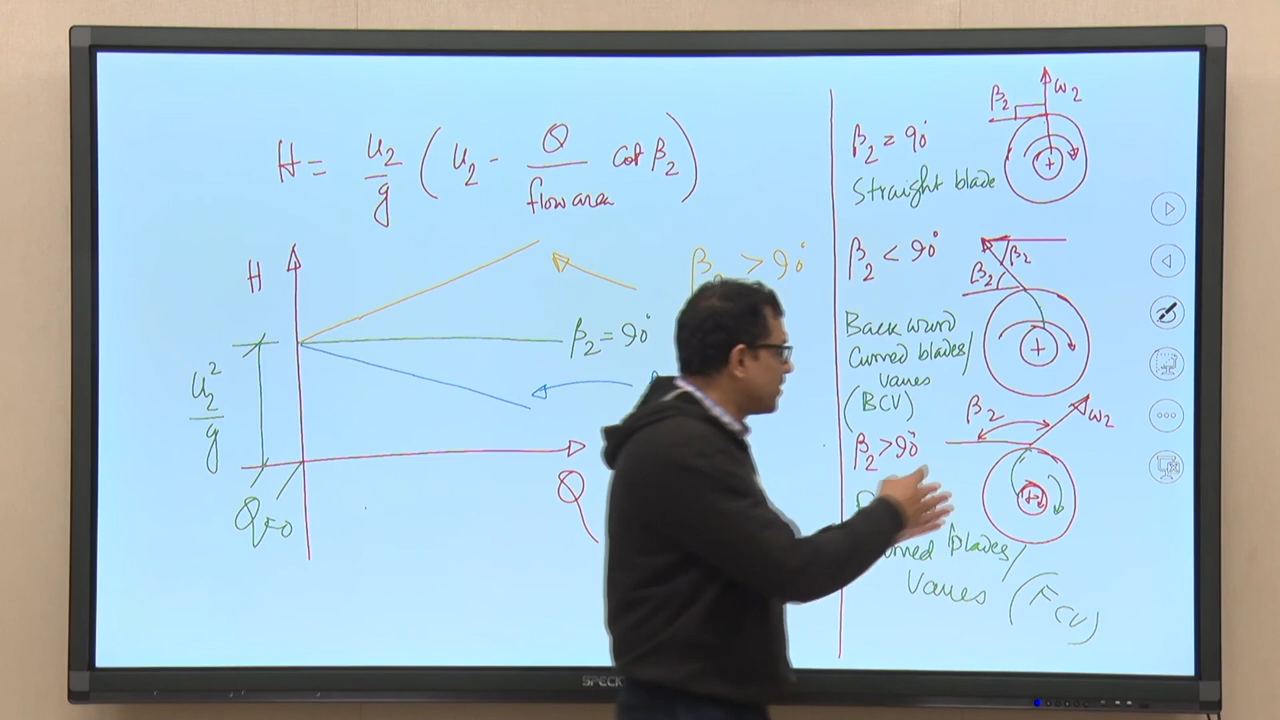 H = u₂/g ( u₂ - Q/flow area cot β₂ )
H
β₂ > 90°
β₂ = 90°
u₂²/g
Q=0
Q
β₂ = 90°
Straight blade
β₂
ω₂
β₂ < 90°
β₂
β₂
Backward
Curved blades/
Vanes
(BCV)
β₂ > 90°
β₂
ω₂
blades/
Vanes (FCV)
SPECK